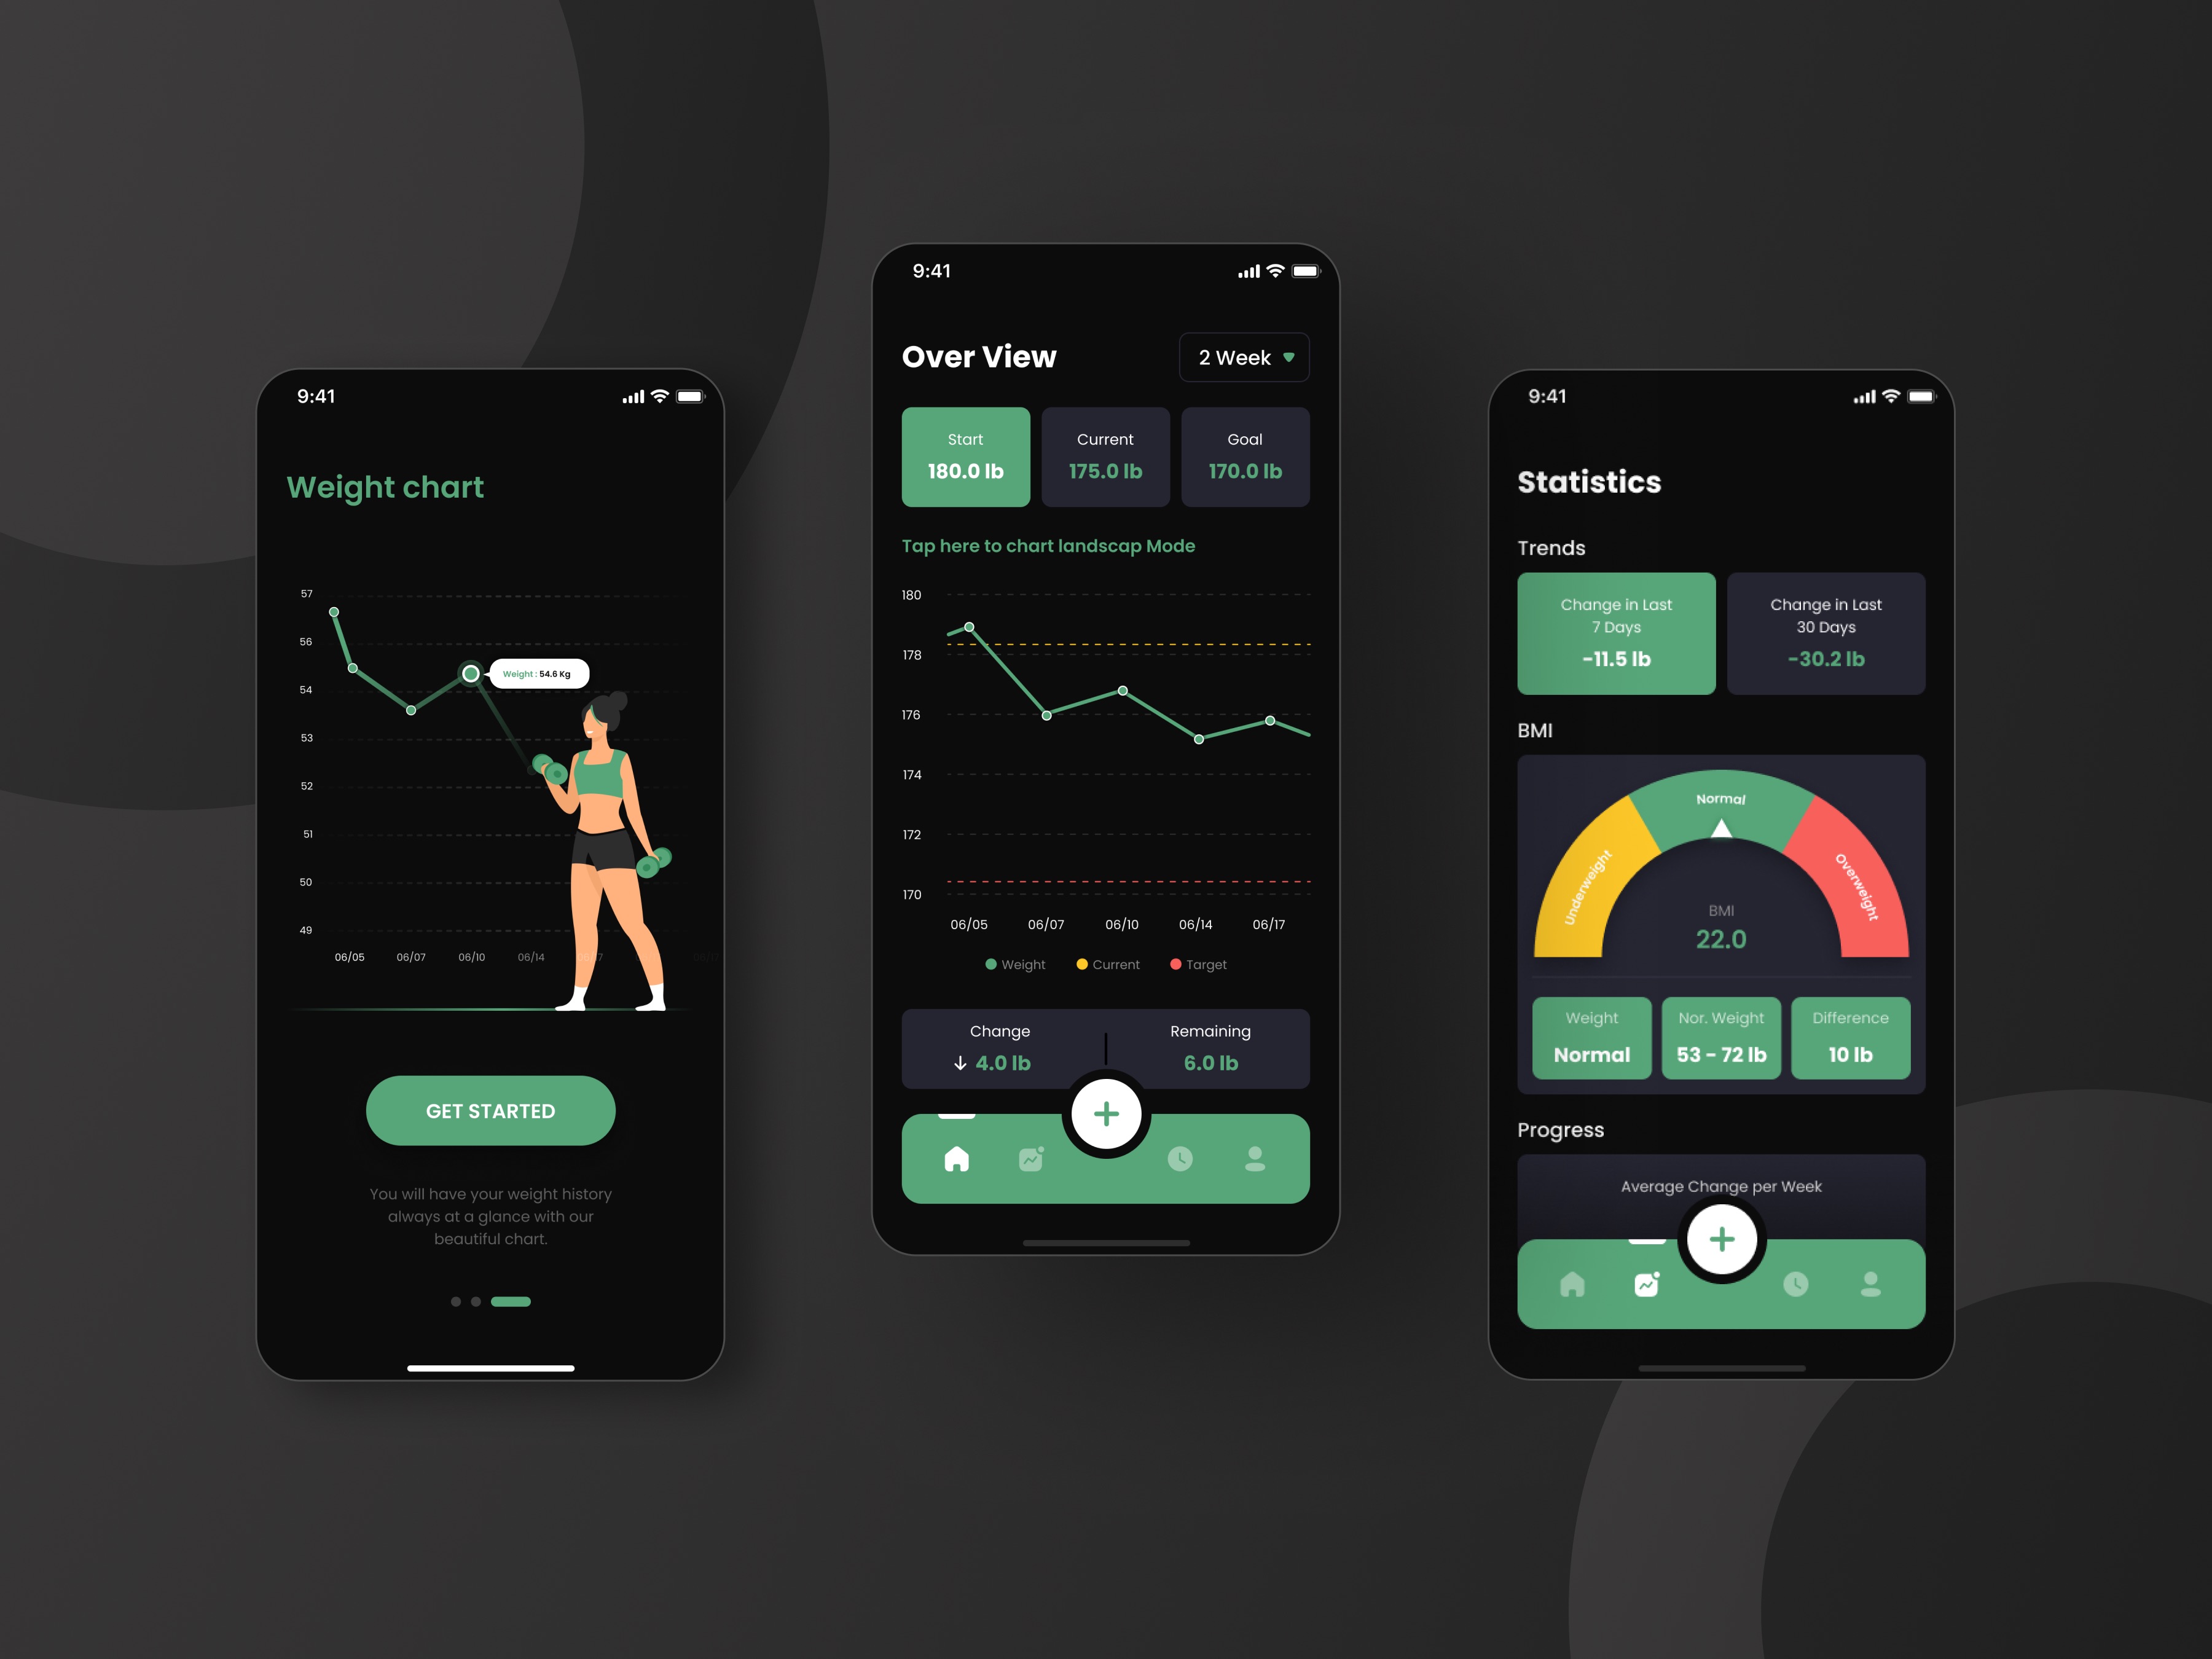 9:41
Weight chart
57
56
54
53
52
51
50
49
Weight : 54.6 Kg
06/05 06/07 06/10 06/14
GET STARTED
You will have your weight history
always at a glance with our
beautiful chart.
9:41
Over View
2 Week
Start
180.0 lb
Current
175.0 lb
Goal
170.0 lb
Tap here to chart landscap Mode
180
178
176
174
172
170
06/05 06/07 06/10 06/14 06/17
Weight Current Target
Change
4.0 lb
Remaining
6.0 lb
9:41
Statistics
Trends
Change in Last
7 Days
-11.5 lb
Change in Last
30 Days
-30.2 lb
BMI
Underweight
Normal
Overweight
BMI
22.0
Weight
Normal
Nor. Weight
53 - 72 lb
Difference
10 lb
Progress
Average Change per Week